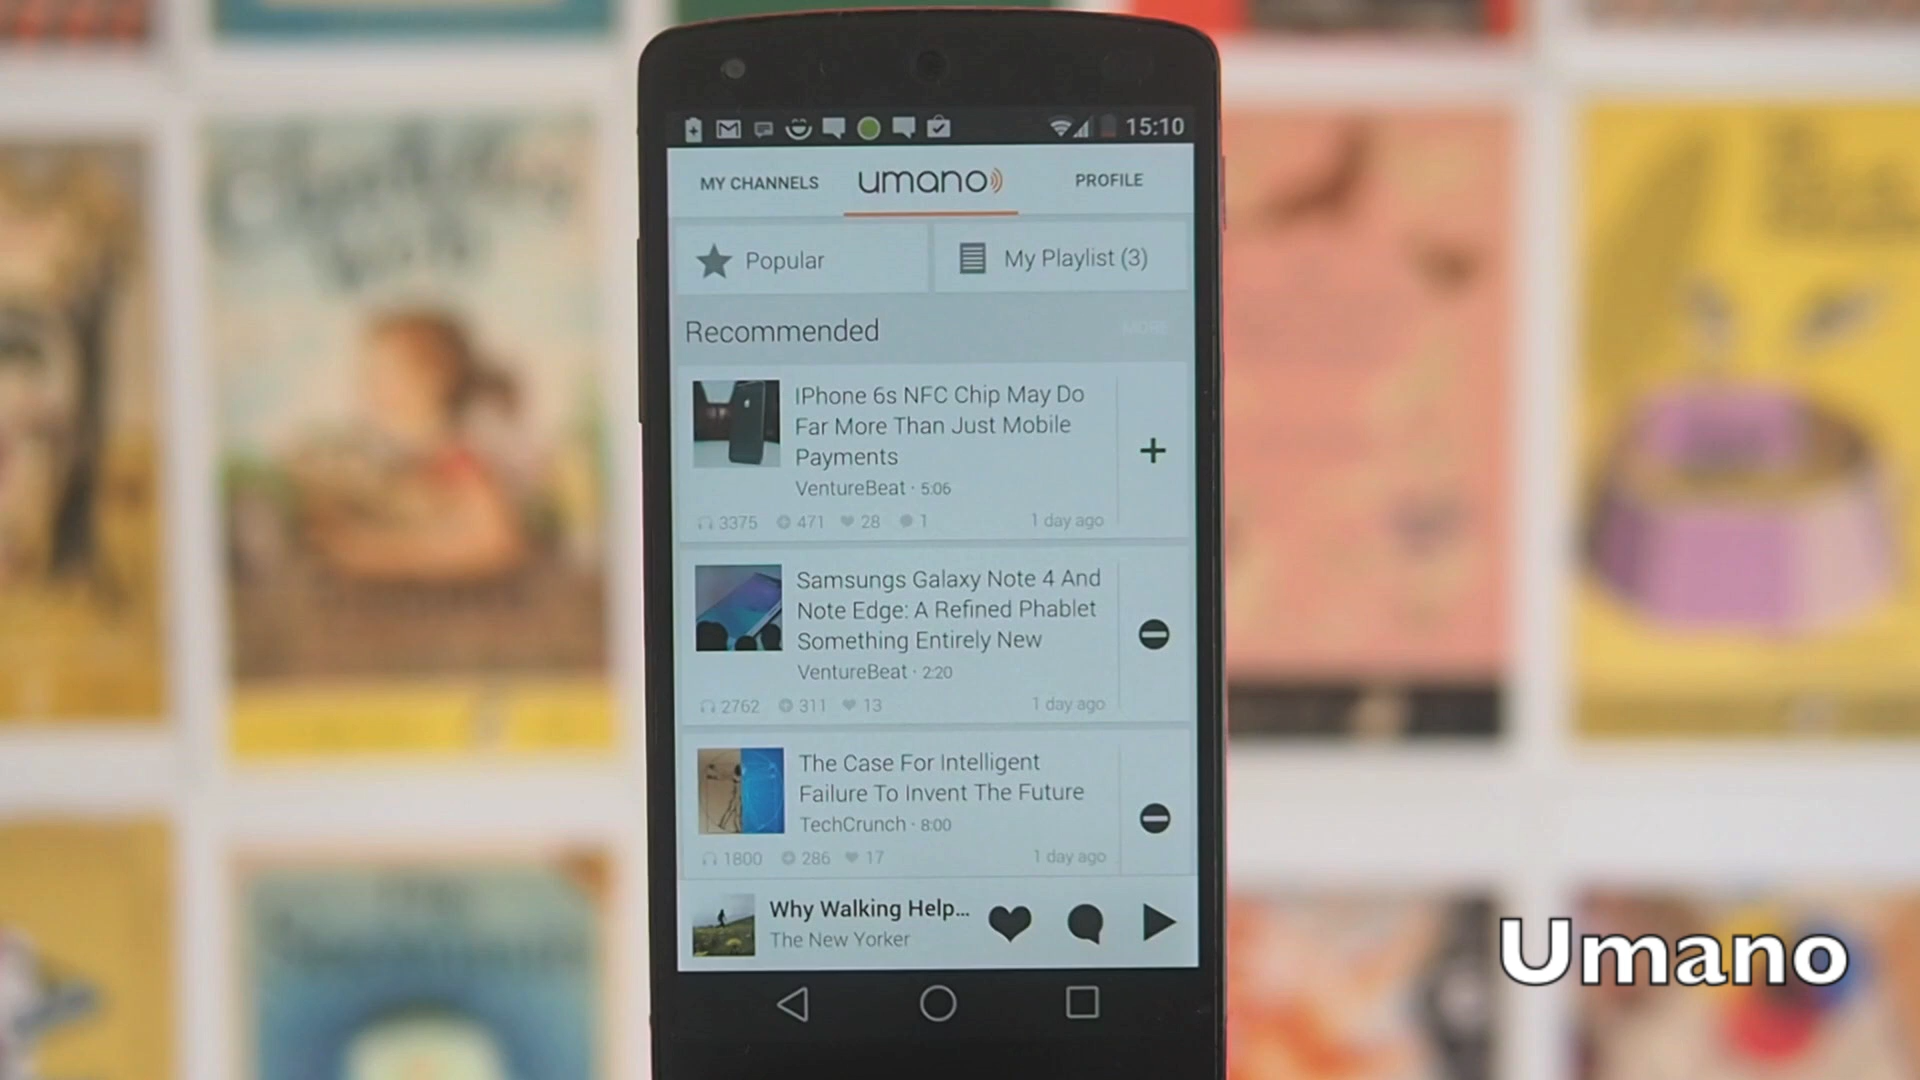 15:10
MY CHANNELS
umano
PROFILE
Popular
My Playlist (3)
Recommended
MORE
IPhone 6s NFC Chip May Do
Far More Than Just Mobile
Payments
VentureBeat · 5:06
3375 471 28 1 1 day ago
Samsungs Galaxy Note 4 And
Note Edge: A Refined Phablet
Something Entirely New
VentureBeat · 2:20
2762 311 13 1 day ago
The Case For Intelligent
Failure To Invent The Future
TechCrunch · 8:00
1800 286 17 1 day ago
Why Walking Help...
The New Yorker
Umano